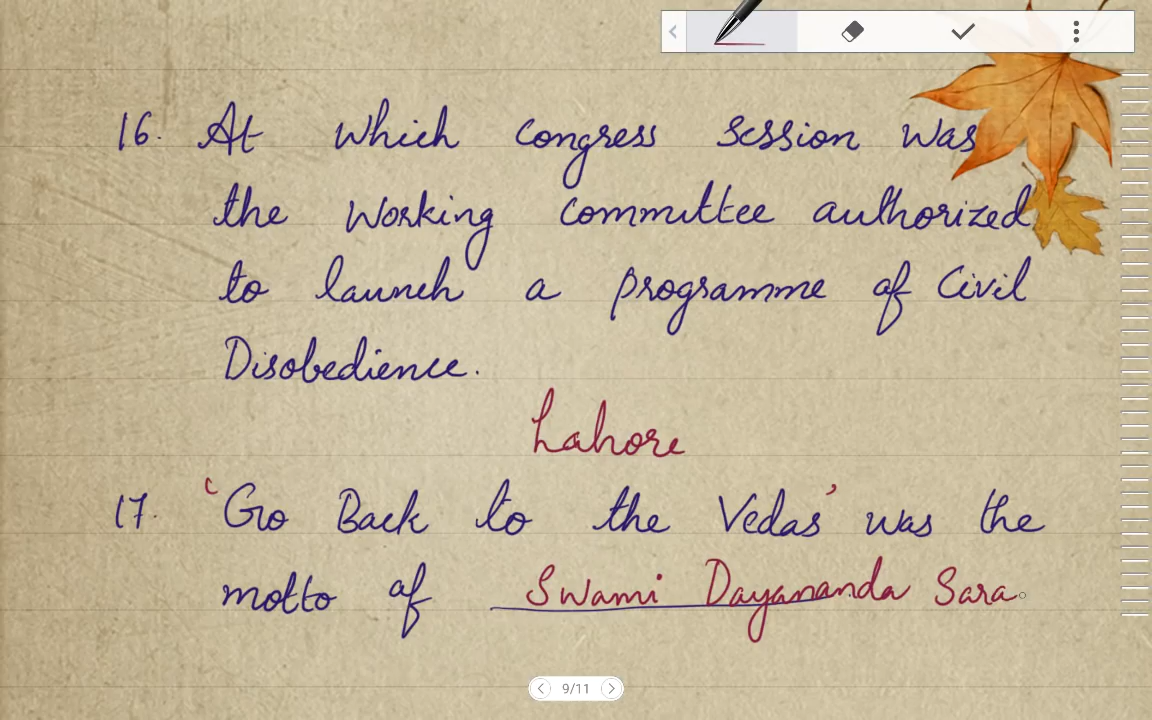 16. At which Congress Session was
the Working Committee authorized
to launch a programme of Civil
Disobedience.
Lahore
17. 'Go Back to the Vedas' was the
motto of Swami Dayananda Sara
9/11